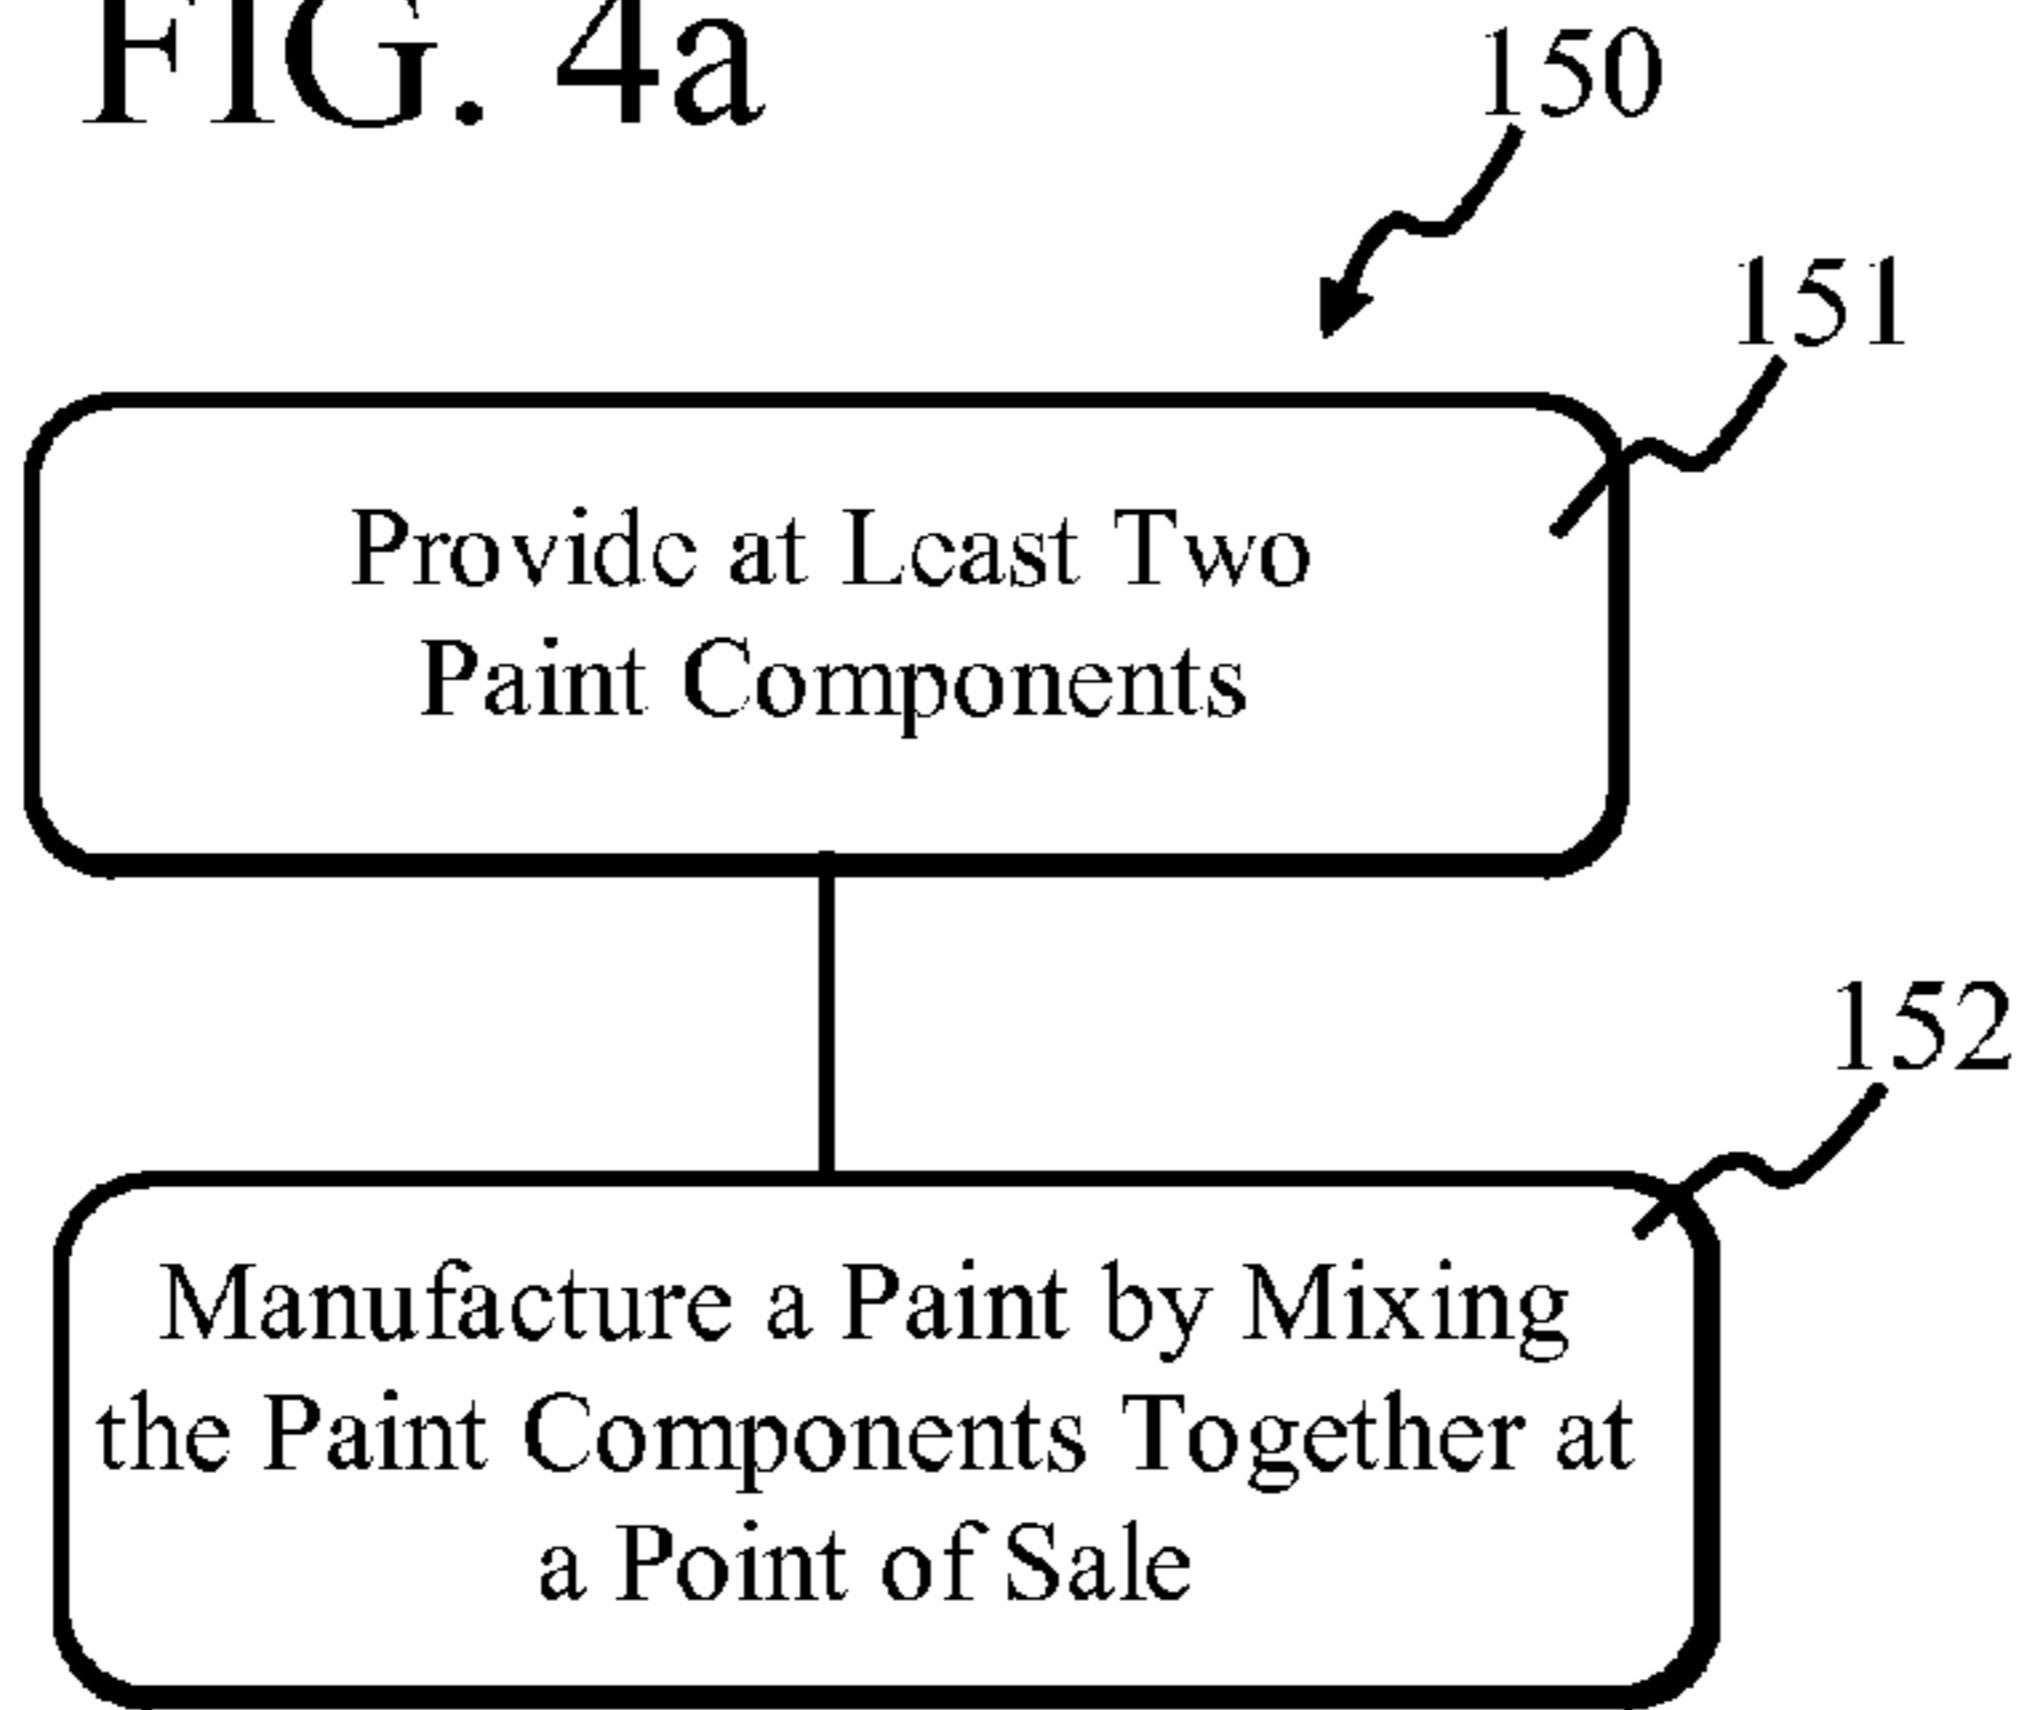 FIG. 4a
150
151
Provide at Least Two
Paint Components
152
Manufacture a Paint by Mixing
the Paint Components Together at
a Point of Sale